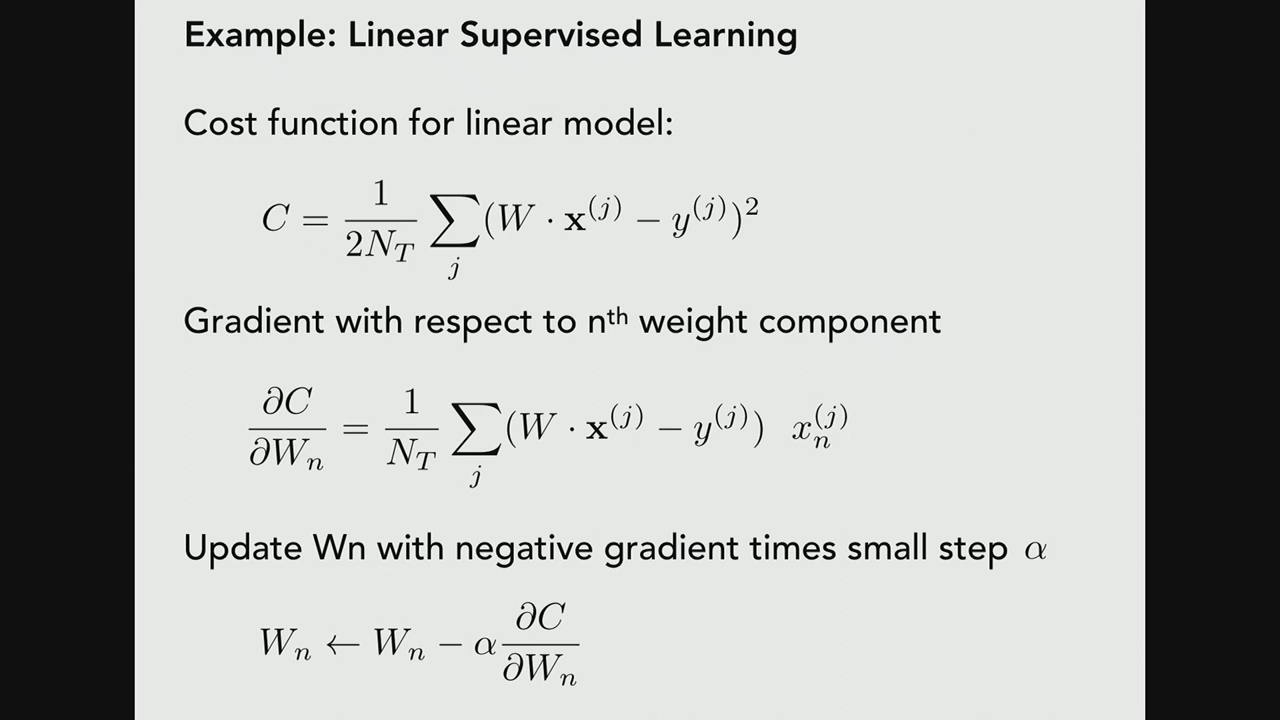 Example: Linear Supervised Learning
Cost function for linear model:
C = \frac{1}{2N_T} \sum_j (W \cdot \mathbf{x}^{(j)} - y^{(j)})^2
Gradient with respect to nᵗʰ weight component
\frac{\partial C}{\partial W_n} = \frac{1}{N_T} \sum_j (W \cdot \mathbf{x}^{(j)} - y^{(j)}) \; x_n^{(j)}
Update Wn with negative gradient times small step α
W_n \leftarrow W_n - \alpha \frac{\partial C}{\partial W_n}